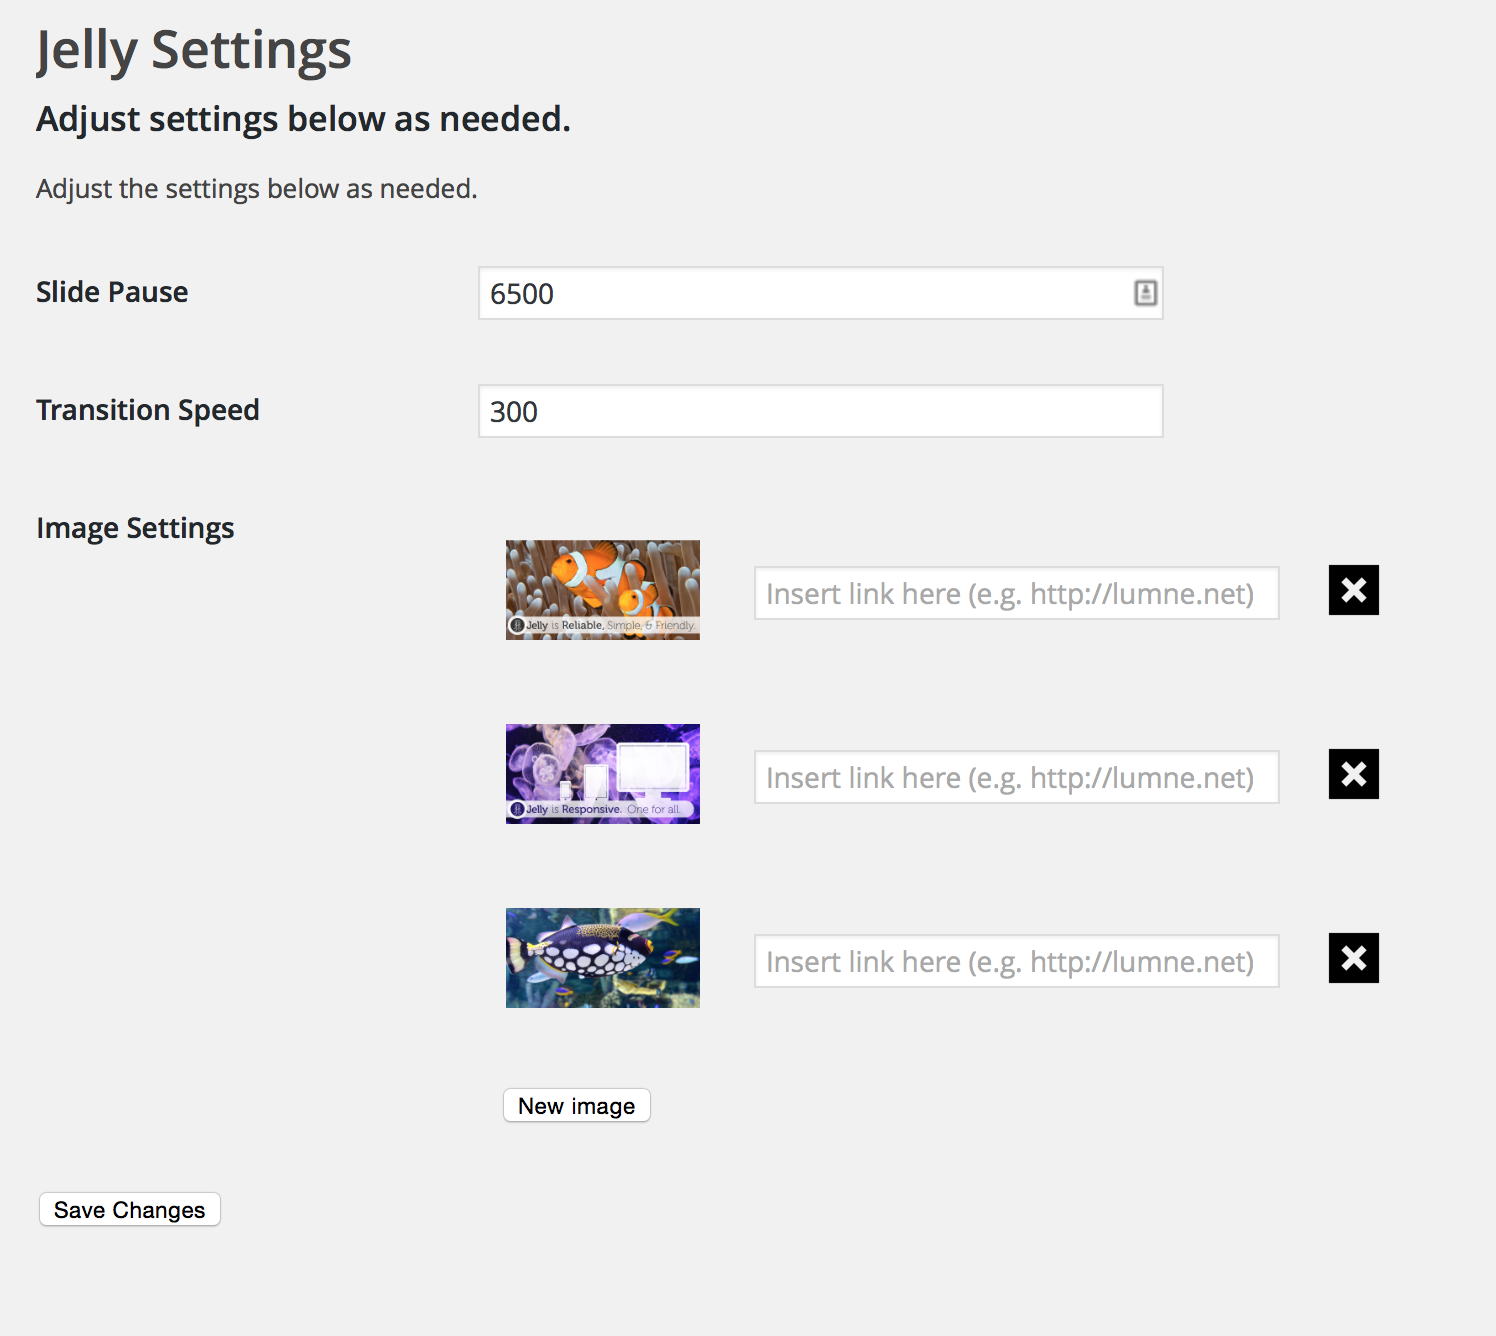 Jelly Settings
Adjust settings below as needed.
Adjust the settings below as needed.
Slide Pause
6500
Transition Speed
300
Image Settings
Jelly is Reliable, Simple, & Friendly.
Insert link here (e.g. http://lumne.net)
Jelly is Responsive. One for all.
Insert link here (e.g. http://lumne.net)
Insert link here (e.g. http://lumne.net)
New image
Save Changes